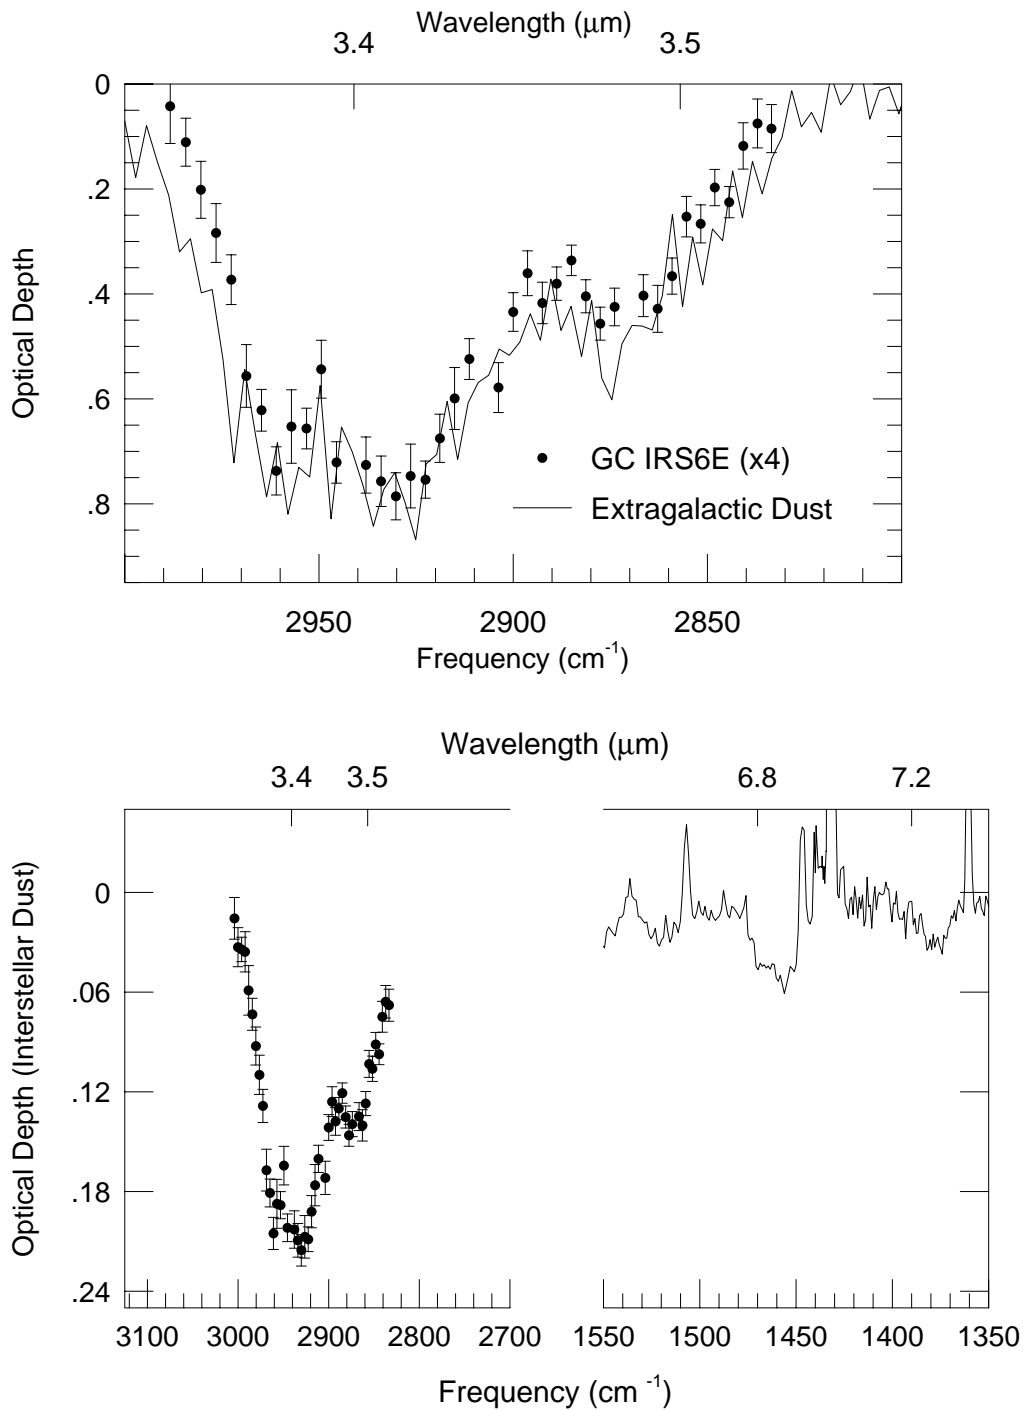 Wavelength (μm)
3.4 3.5
0
.2
.4
.6
.8
Optical Depth
GC IRS6E (x4)
Extragalactic Dust
2950 2900 2850
Frequency (cm⁻¹)
Wavelength (μm)
3.4 3.5 6.8 7.2
0
.06
.12
.18
.24
Optical Depth (Interstellar Dust)
3100 3000 2900 2800 2700 1550 1500 1450 1400 1350
Frequency (cm ⁻¹)